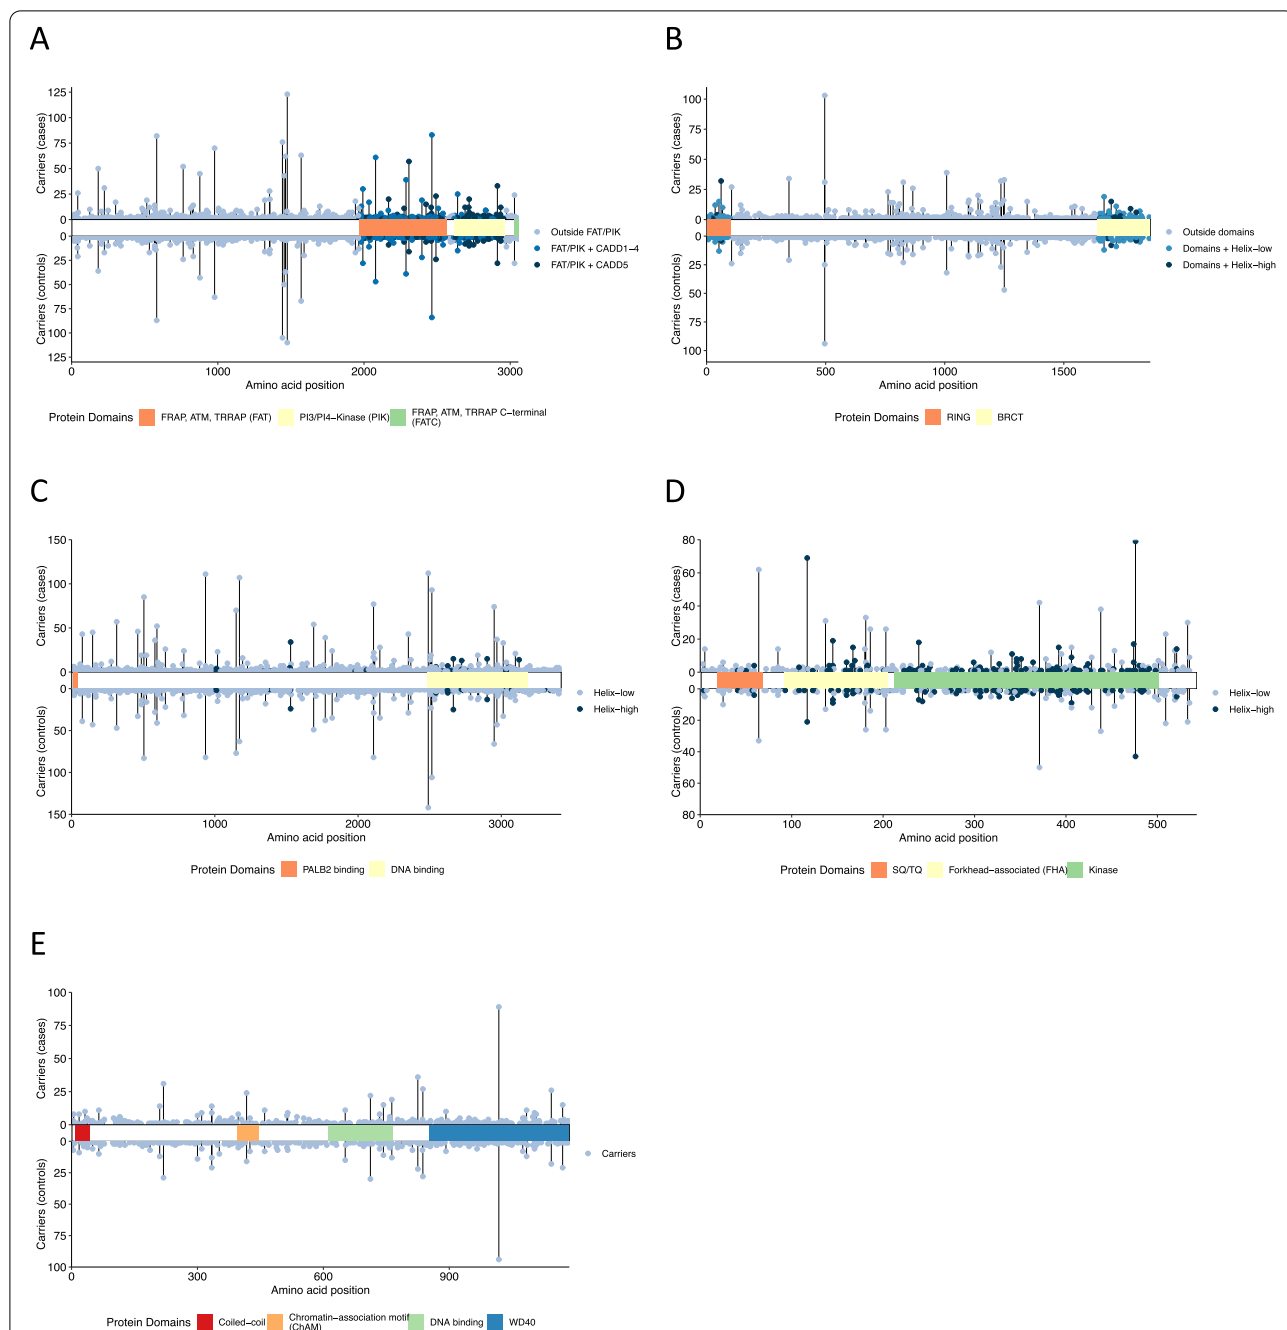 A
125
100
75
50
25
0
0
25
50
75
100
125
Carriers (cases)
Carriers (controls)
0 1000 2000 3000
Amino acid position
Outside FAT/PIK
FAT/PIK + CADD1−4
FAT/PIK + CADD5
Protein Domains FRAP, ATM, TRRAP (FAT) PI3/PI4−Kinase (PIK) FRAP, ATM, TRRAP C−terminal
(FATC)
B
100
75
50
25
0
0
25
50
75
100
Carriers (cases)
Carriers (controls)
0 500 1000 1500
Amino acid position
Outside domains
Domains + Helix−low
Domains + Helix−high
Protein Domains RING BRCT
C
150
100
50
0
0
50
100
150
Carriers (cases)
Carriers (controls)
0 1000 2000 3000
Amino acid position
Helix−low
Helix−high
Protein Domains PALB2 binding DNA binding
D
80
60
40
20
0
0
20
40
60
80
Carriers (cases)
Carriers (controls)
0 100 200 300 400 500
Amino acid position
Helix−low
Helix−high
Protein Domains SQ/TQ Forkhead−associated (FHA) Kinase
E
100
75
50
25
0
0
25
50
75
100
Carriers (cases)
Carriers (controls)
0 300 600 900
Amino acid position
Carriers
Protein Domains Coiled−coil Chromatin−association motif DNA binding WD40
(ChAM)